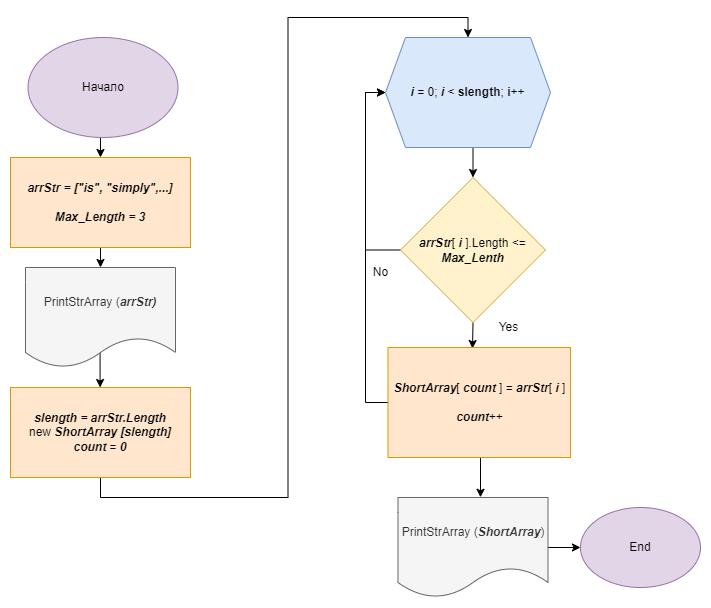 Начало
arrStr = ["is", "simply",...]
Max_Length = 3
PrintStrArray (arrStr)
slength = arrStr.Length
new ShortArray [slength]
count = 0
i = 0; i < slength; i++
arrStr[ i ].Length <=
Max_Lenth
No
Yes
ShortArray[ count ] = arrStr[ i ]
count++
PrintStrArray (ShortArray)
End